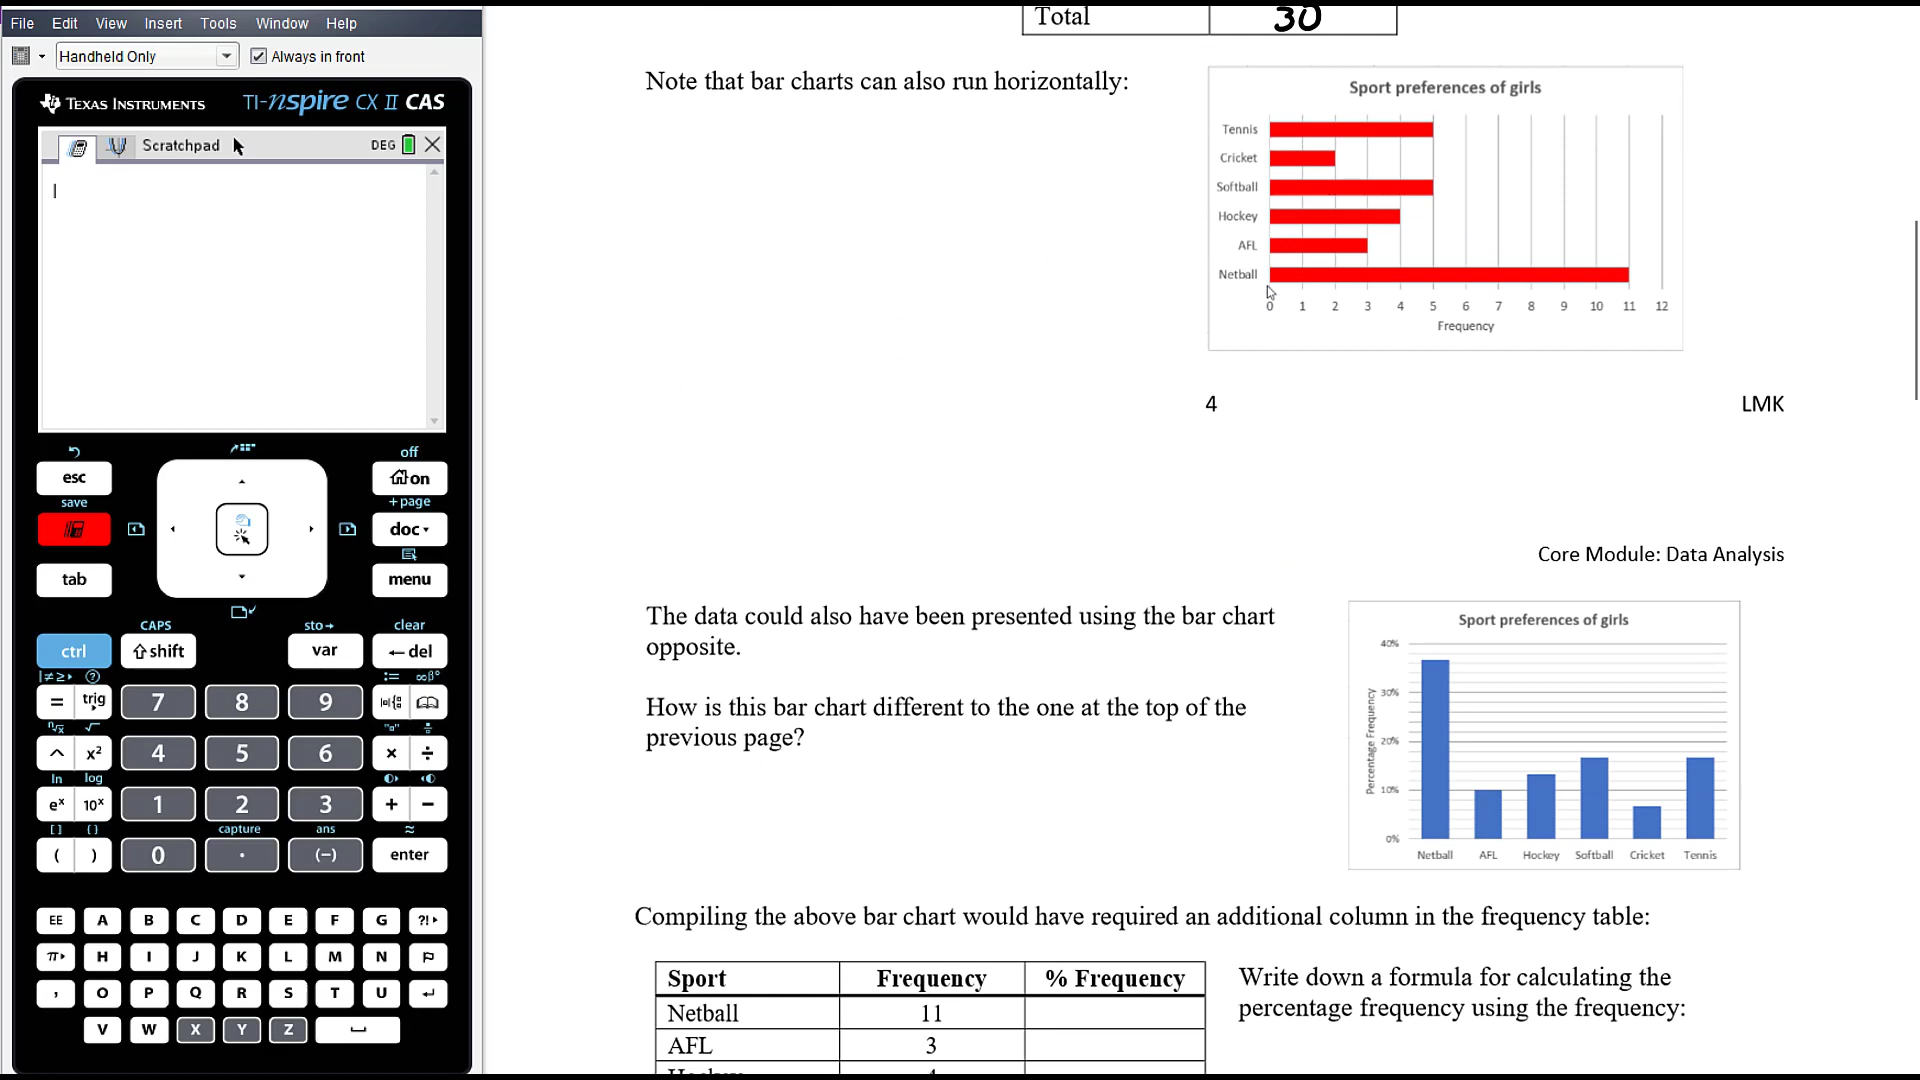 File Edit View Insert Tools Window Help
Handheld Only Always in front
TEXAS INSTRUMENTS TI-nspire CX II CAS
Scratchpad DEG
off
esc on
save + page
doc
tab menu
CAPS sto→ clear
ctrl ⇧shift var ←del
|≠≥▸ ? := ∞β°
= trig 7 8 9
ⁿ√x √ "▫"
^ x² 4 5 6 × ÷
ln log
eˣ 10ˣ 1 2 3 + −
[ ] { } capture ans ≈
( ) 0 . (−) enter
EE A B C D E F G ?!▸
π▸ H I J K L M N
, O P Q R S T U
V W X Y Z
Total 30
Note that bar charts can also run horizontally:
Sport preferences of girls
Tennis
Cricket
Softball
Hockey
AFL
Netball
0 1 2 3 4 5 6 7 8 9 10 11 12
Frequency
4 LMK
Core Module: Data Analysis
The data could also have been presented using the bar chart
opposite.
How is this bar chart different to the one at the top of the
previous page?
Sport preferences of girls
40%
30%
20%
10%
0%
Percentage Frequency
Netball AFL Hockey Softball Cricket Tennis
Compiling the above bar chart would have required an additional column in the frequency table:
Sport Frequency % Frequency
Netball 11
AFL 3
Write down a formula for calculating the
percentage frequency using the frequency: